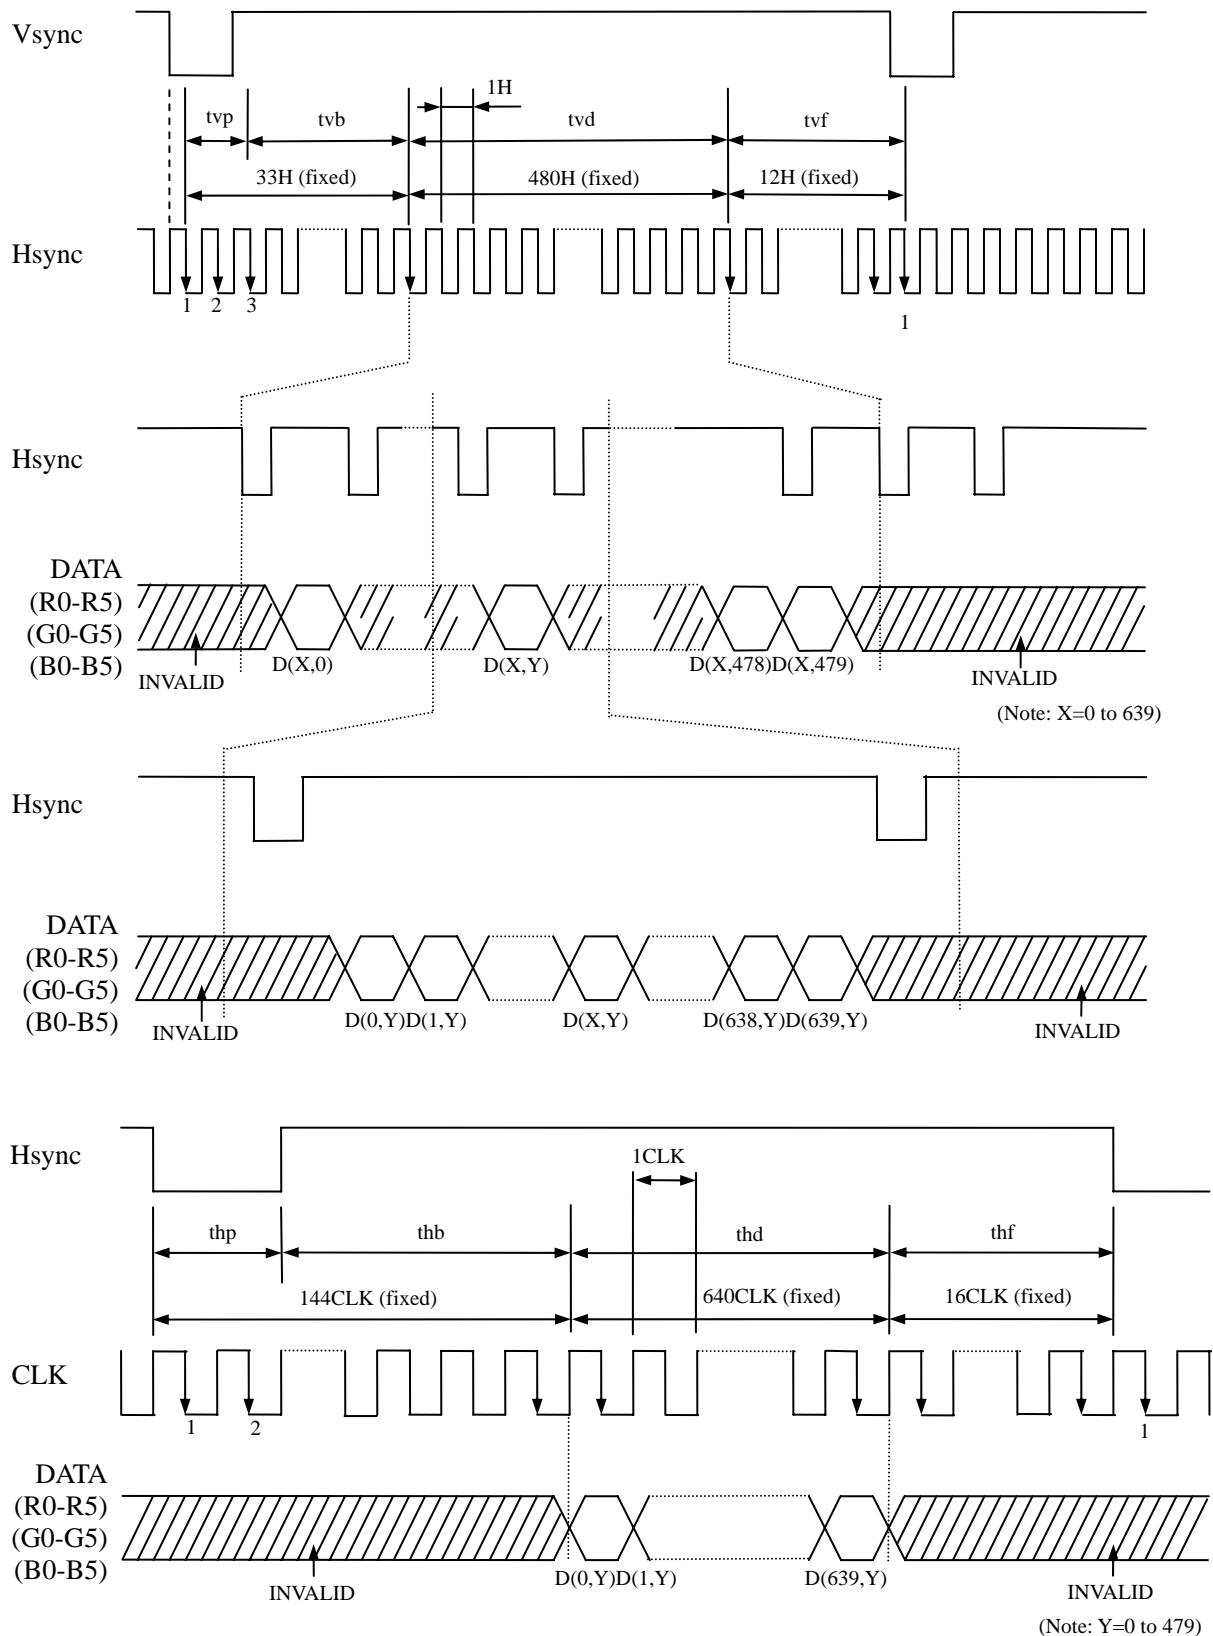 Vsync
1H
tvp tvb tvd tvf
33H (fixed) 480H (fixed) 12H (fixed)
Hsync
1 2 3 1
Hsync
DATA
(R0-R5)
(G0-G5)
(B0-B5)
D(X,0) D(X,Y) D(X,478)D(X,479)
INVALID INVALID
(Note: X=0 to 639)
Hsync
DATA
(R0-R5)
(G0-G5)
(B0-B5)
D(0,Y)D(1,Y) D(X,Y) D(638,Y)D(639,Y)
INVALID INVALID
Hsync
1CLK
thp thb thd thf
144CLK (fixed) 640CLK (fixed) 16CLK (fixed)
CLK
1 2 1
DATA
(R0-R5)
(G0-G5)
(B0-B5)
D(0,Y)D(1,Y) D(639,Y)
INVALID INVALID
(Note: Y=0 to 479)